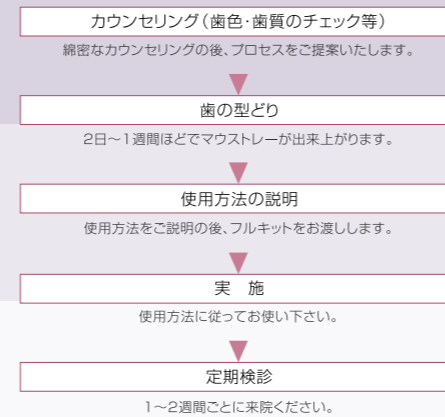 カウンセリング（歯色・歯質のチェック等）
綿密なカウンセリングの後、プロセスをご提案いたします。
歯の型どり
2日〜1週間ほどでマウストレーが出来上がります。
使用方法の説明
使用方法をご説明の後、フルキットをお渡しします。
実　施
使用方法に従ってお使い下さい。
定期検診
1〜2週間ごとに来院ください。